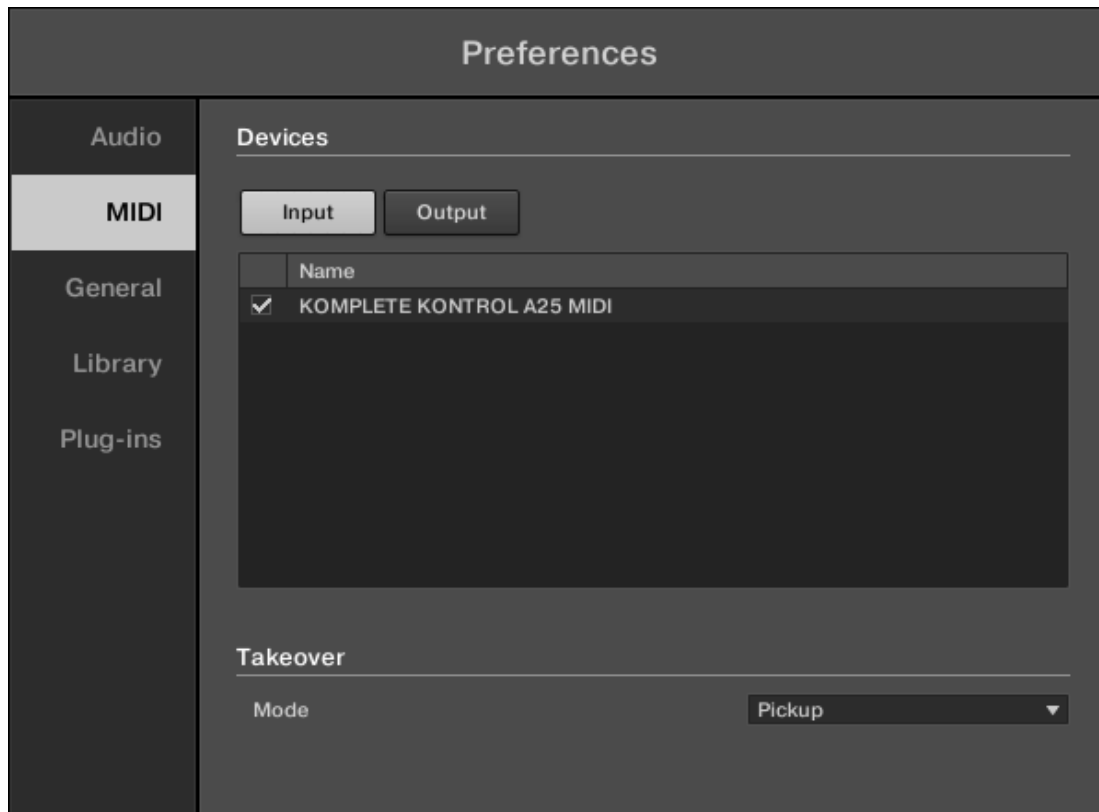 Preferences
Audio
MIDI
General
Library
Plug-ins
Devices
Input
Output
Name
KOMPLETE KONTROL A25 MIDI
Takeover
Mode
Pickup